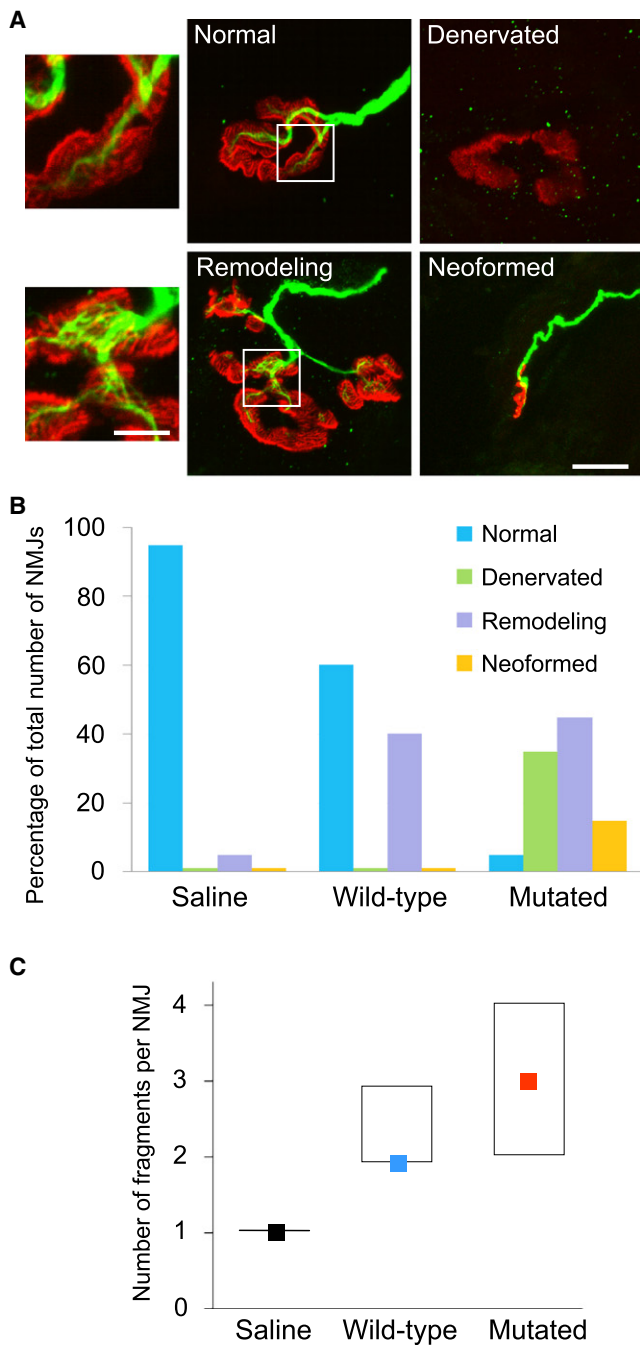 A
Normal
Denervated
Remodeling
Neoformed
B
Percentage of total number of NMJs
100
80
60
40
20
0
Normal
Denervated
Remodeling
Neoformed
Saline Wild-type Mutated
C
Number of fragments per NMJ
4
3
2
1
0
Saline Wild-type Mutated